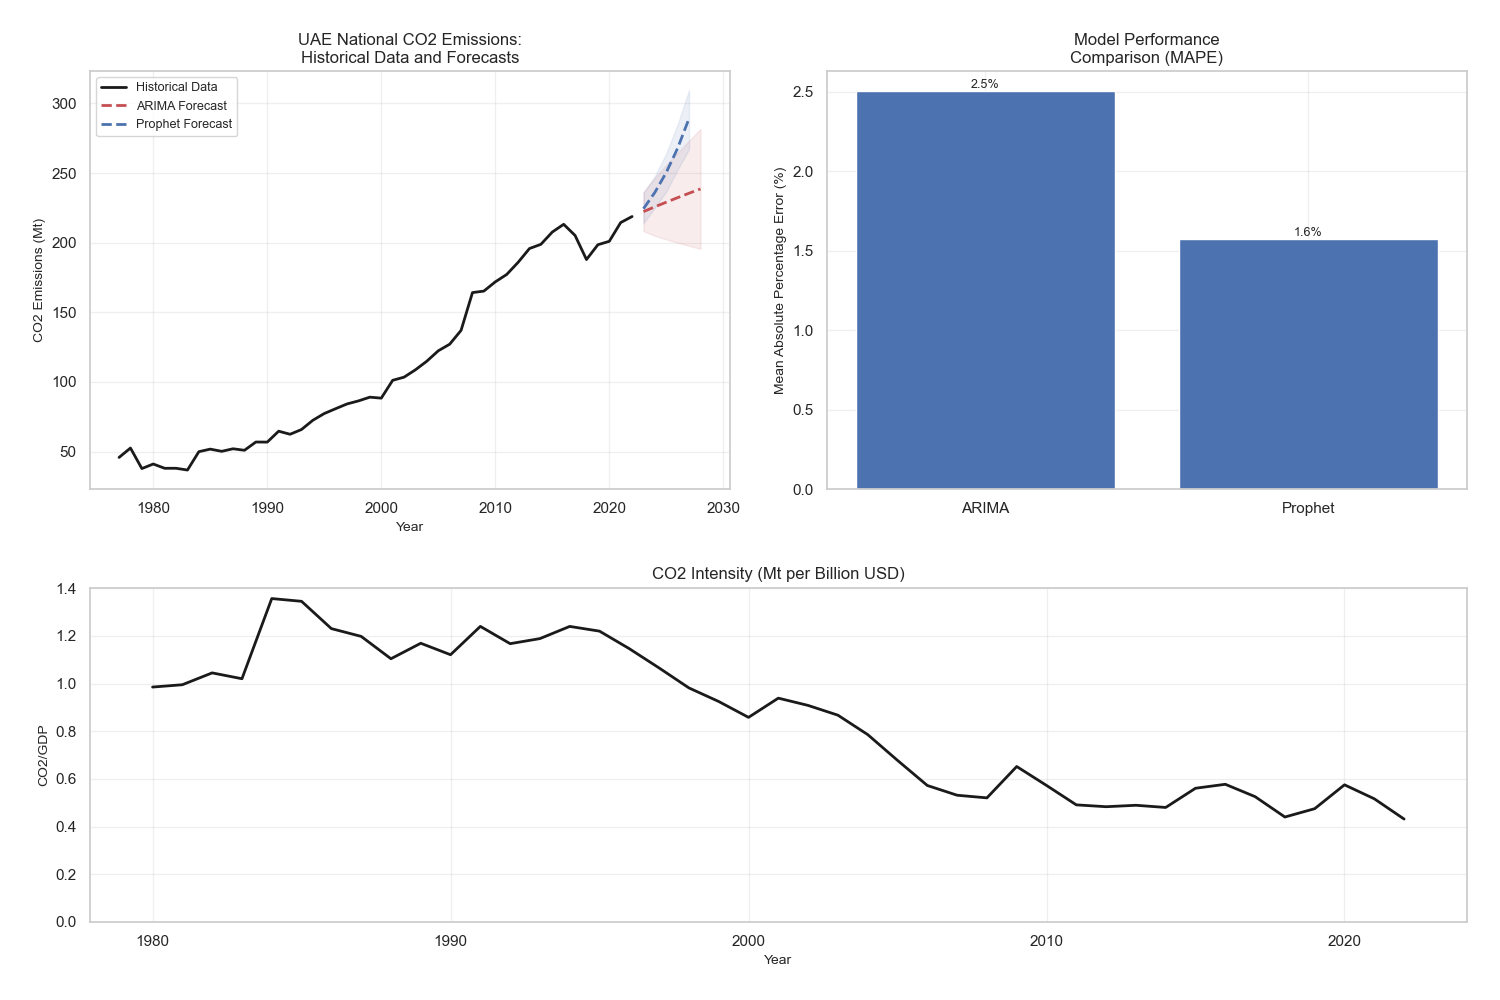 UAE National CO2 Emissions:
Historical Data and Forecasts
Historical Data
ARIMA Forecast
Prophet Forecast
CO2 Emissions (Mt)
300
250
200
150
100
50
1980 1990 2000 2010 2020 2030
Year
Model Performance
Comparison (MAPE)
Mean Absolute Percentage Error (%)
2.5
2.0
1.5
1.0
0.5
0.0
2.5%
1.6%
ARIMA Prophet
CO2 Intensity (Mt per Billion USD)
CO2/GDP
1.4
1.2
1.0
0.8
0.6
0.4
0.2
0.0
1980 1990 2000 2010 2020
Year